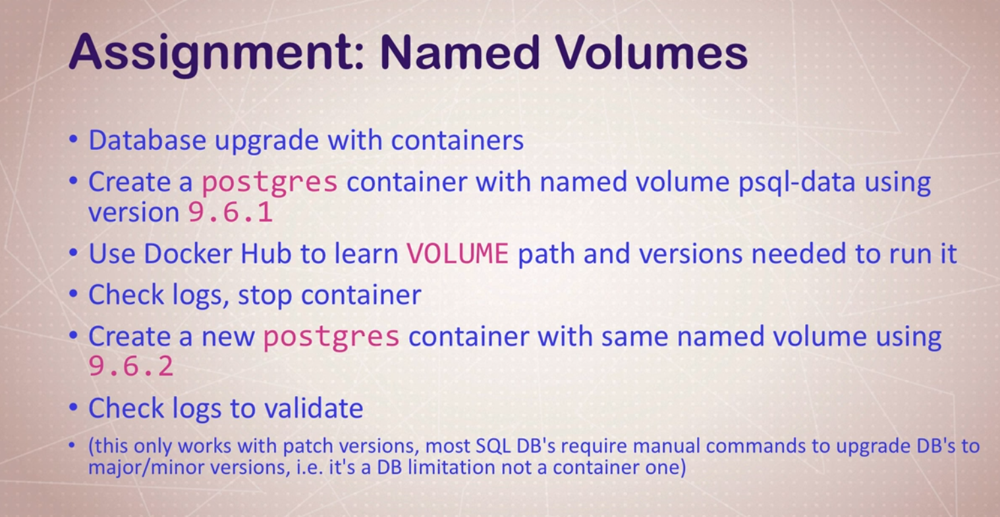 Assignment: Named Volumes
• Database upgrade with containers
• Create a postgres container with named volume psql-data using
version 9.6.1
• Use Docker Hub to learn VOLUME path and versions needed to run it
• Check logs, stop container
• Create a new postgres container with same named volume using
9.6.2
• Check logs to validate
• (this only works with patch versions, most SQL DB's require manual commands to upgrade DB's to
major/minor versions, i.e. it's a DB limitation not a container one)